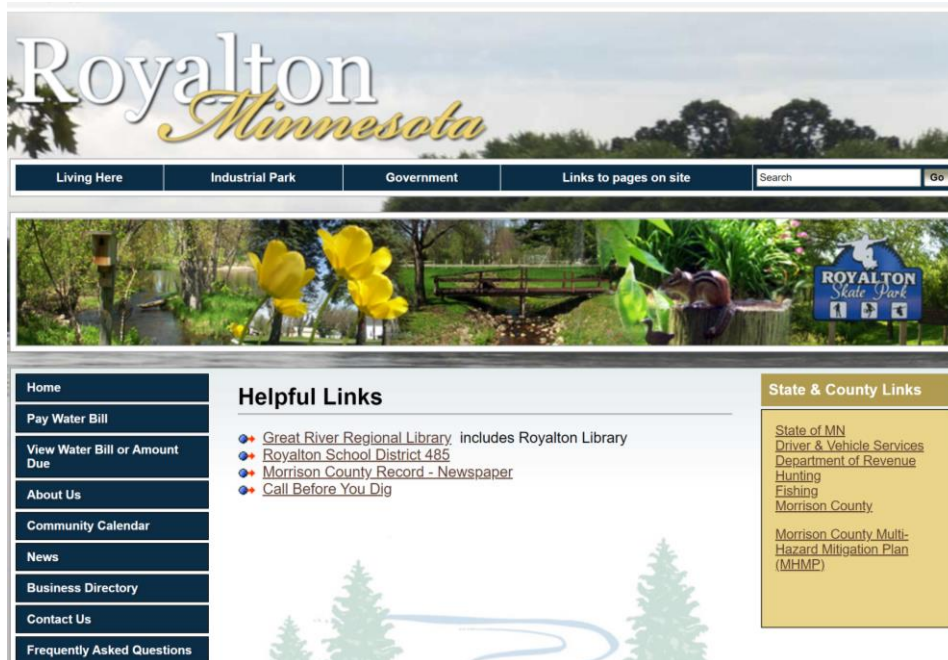 Royalton
Minnesota
Living Here
Industrial Park
Government
Links to pages on site
Search
Go
ROYALTON
Skate Park
Home
Pay Water Bill
View Water Bill or Amount
Due
About Us
Community Calendar
News
Business Directory
Contact Us
Frequently Asked Questions
Helpful Links
Great River Regional Library includes Royalton Library
Royalton School District 485
Morrison County Record - Newspaper
Call Before You Dig
State & County Links
State of MN
Driver & Vehicle Services
Department of Revenue
Hunting
Fishing
Morrison County
Morrison County Multi-
Hazard Mitigation Plan
(MHMP)